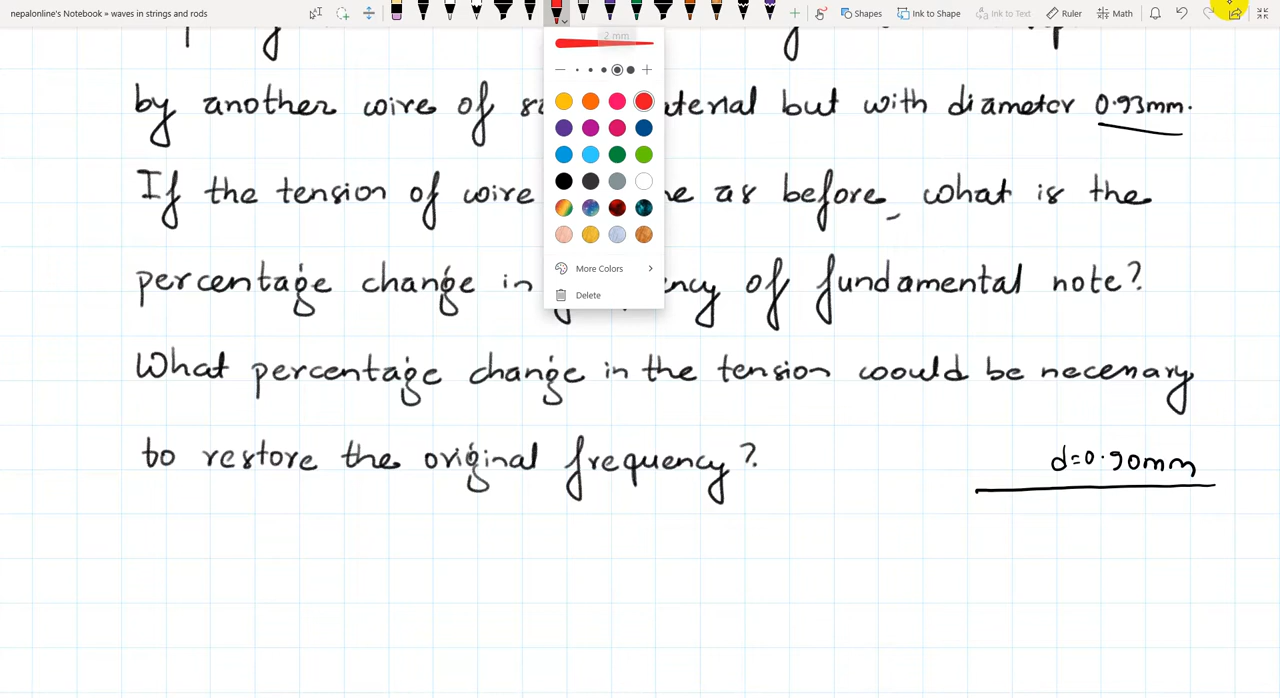 nepalonline's Notebook » waves in strings and rods
Shapes Ink to Shape Ink to Text Ruler Math
2 mm
by another wire of material but with diameter 0.93mm.
If the tension of wire as before, what is the
percentage change in of fundamental note?
More Colors
Delete
What percentage change in the tension would be necessary
to restore the original frequency?
d=0.90mm